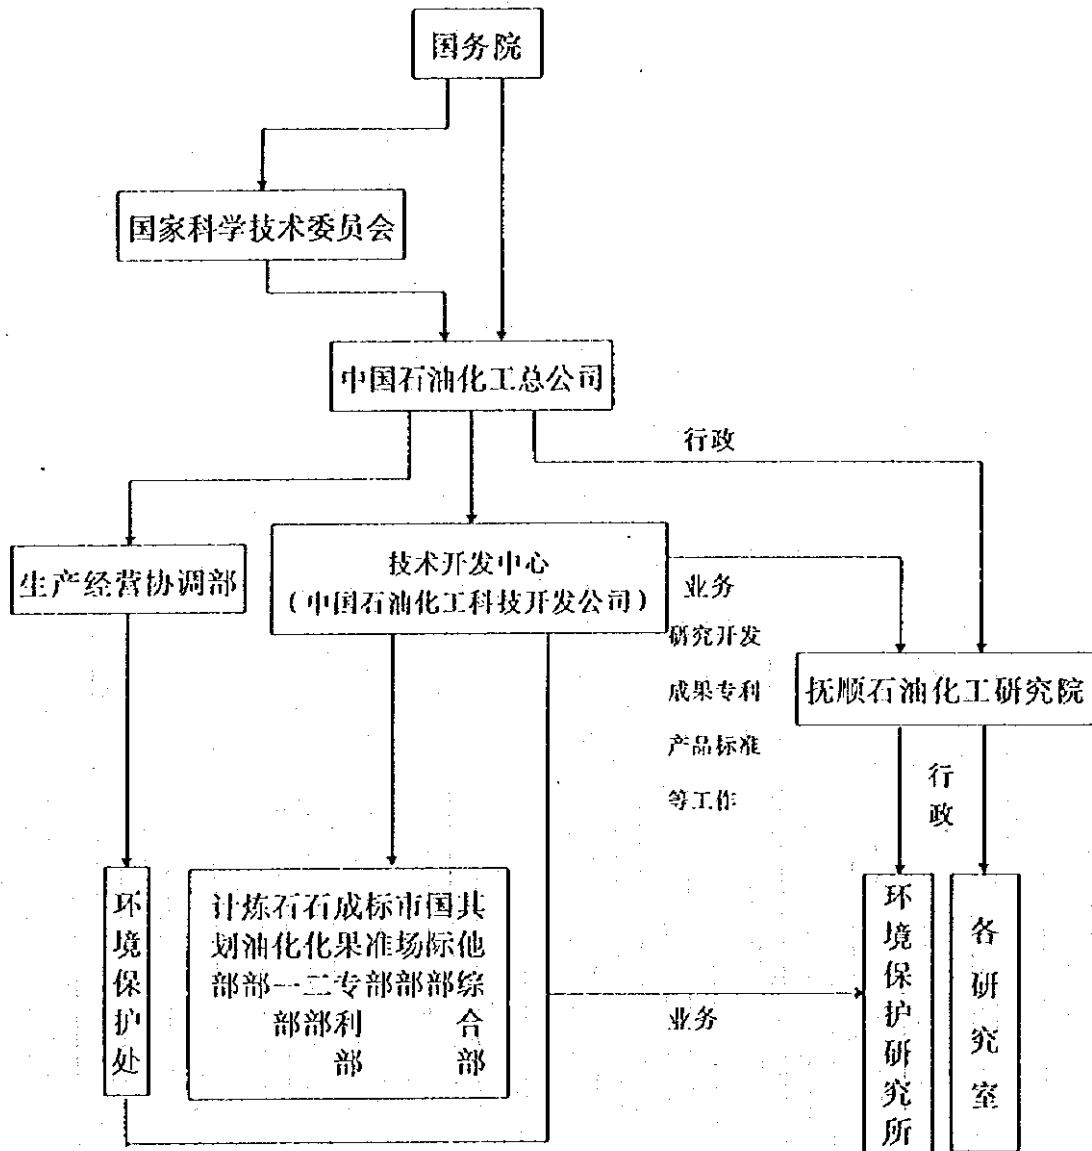 国务院
国家科学技术委员会
中国石油化工总公司
行政
生产经营协调部
技术开发中心
（中国石油化工科技开发公司）
业务
研究开发
成果专利
产品标准
等工作
抚顺石油化工研究院
行政
环境保护处
计划部
炼油部
石化一部
石化二部
成果专利部
标准部
市场部
国际部
其他综合部
业务
环境保护研究所
各研究室